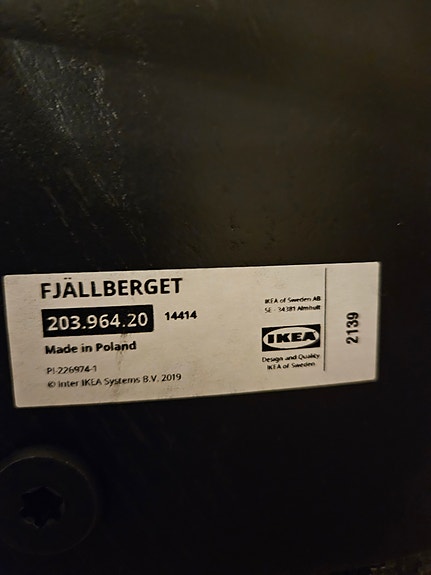 FJÄLLBERGET
203.964.20 14414
Made in Poland
PI-226974-1
© Inter IKEA Systems B.V. 2019
IKEA of Sweden AB
SE - 34381 Älmhult
IKEA
Design and Quality
IKEA of Sweden
2139